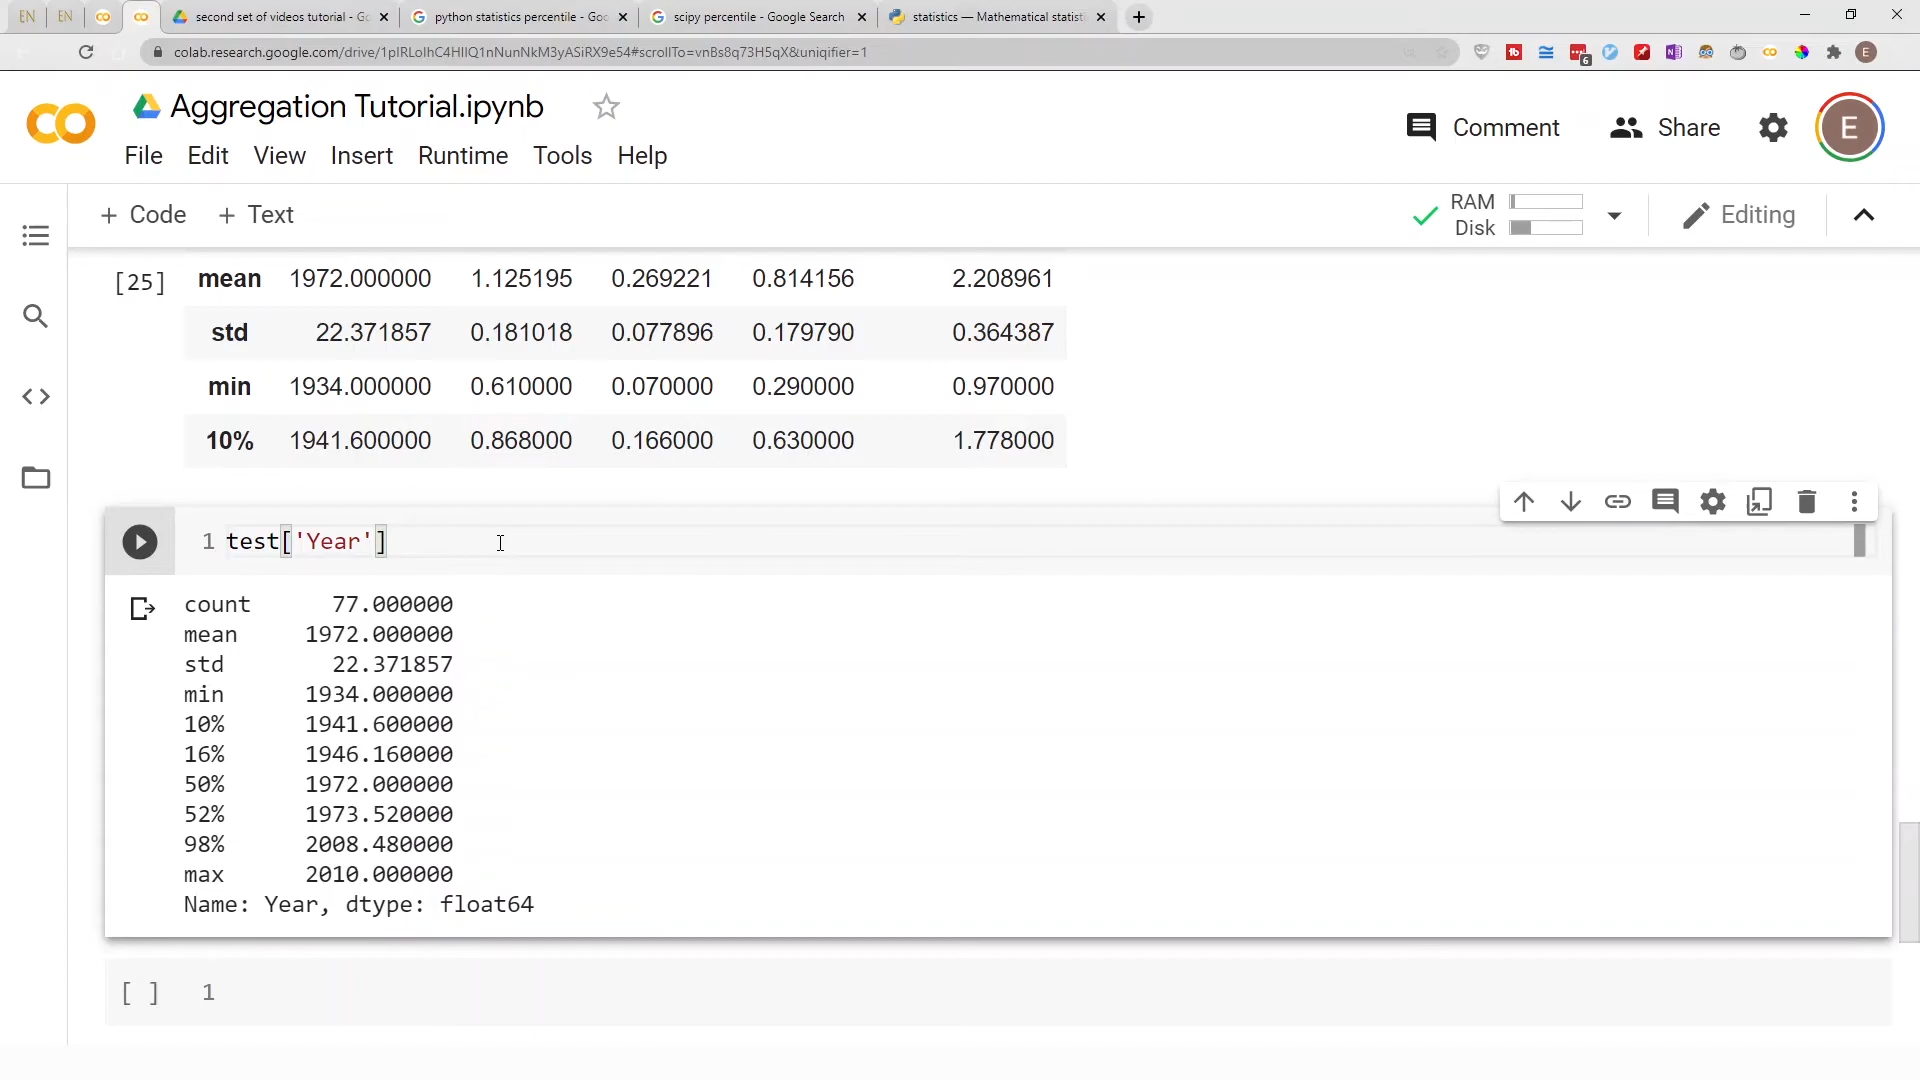 EN EN second set of videos tutorial - Go python statistics percentile - Goo scipy percentile - Google Search statistics — Mathematical statisti
colab.research.google.com/drive/1pIRLoIhC4HIlQ1nNunNkM3yASiRX9e54#scrollTo=vnBs8q73H5qX&uniqifier=1
6 E
CO Aggregation Tutorial.ipynb
Comment Share E
File Edit View Insert Runtime Tools Help
+ Code + Text
RAM
Disk
Editing
[25] mean 1972.000000 1.125195 0.269221 0.814156 2.208961
std 22.371857 0.181018 0.077896 0.179790 0.364387
min 1934.000000 0.610000 0.070000 0.290000 0.970000
10% 1941.600000 0.868000 0.166000 0.630000 1.778000
1 test['Year']
count 77.000000
mean 1972.000000
std 22.371857
min 1934.000000
10% 1941.600000
16% 1946.160000
50% 1972.000000
52% 1973.520000
98% 2008.480000
max 2010.000000
Name: Year, dtype: float64
[ ] 1